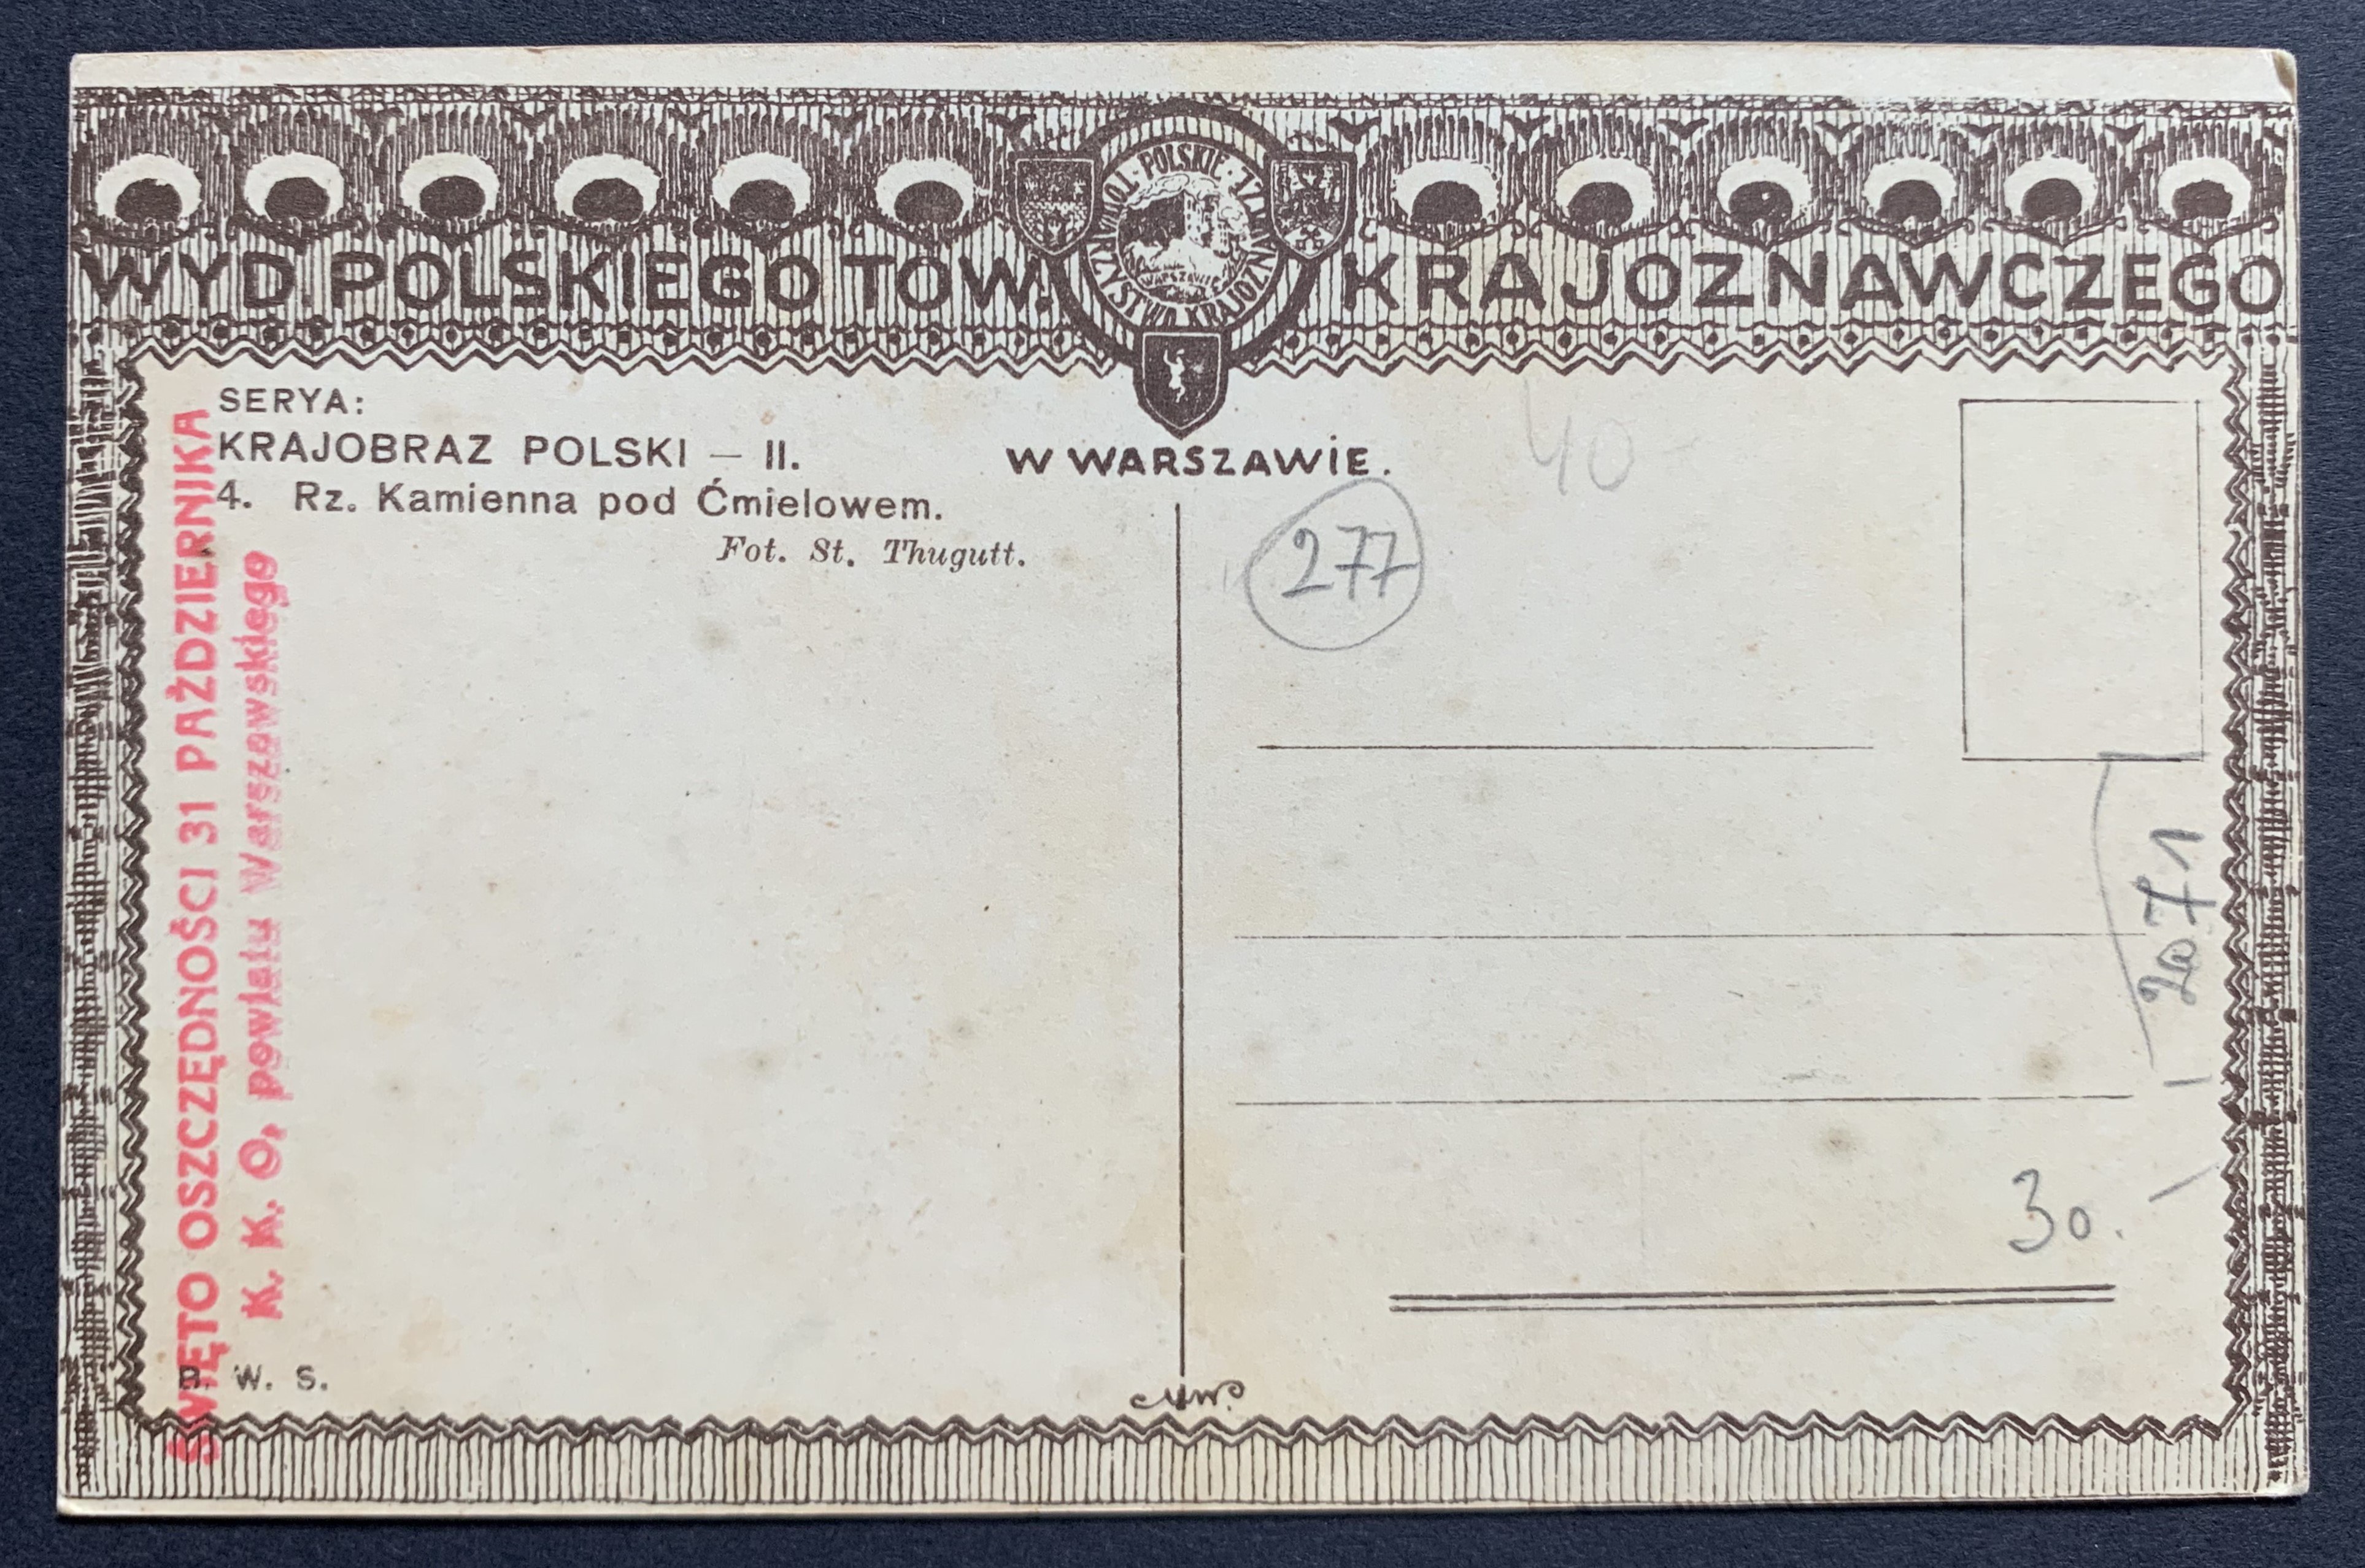 WYD. POLSKIEGO TOW. KRAJOZNAWCZEGO
POLSKIE TOWARZYSTWO KRAJOZNAWCZE
W WARSZAWIE.
SERYA:
KRAJOBRAZ POLSKI — II.
4. Rz. Kamienna pod Ćmielowem.
Fot. St. Thugutt.
40-
277
2071
30.
ŚWIĘTO OSZCZĘDNOŚCI 31 PAŹDZIERNIKA
K. K. O. powiatu Warszawskiego
P. W. S.